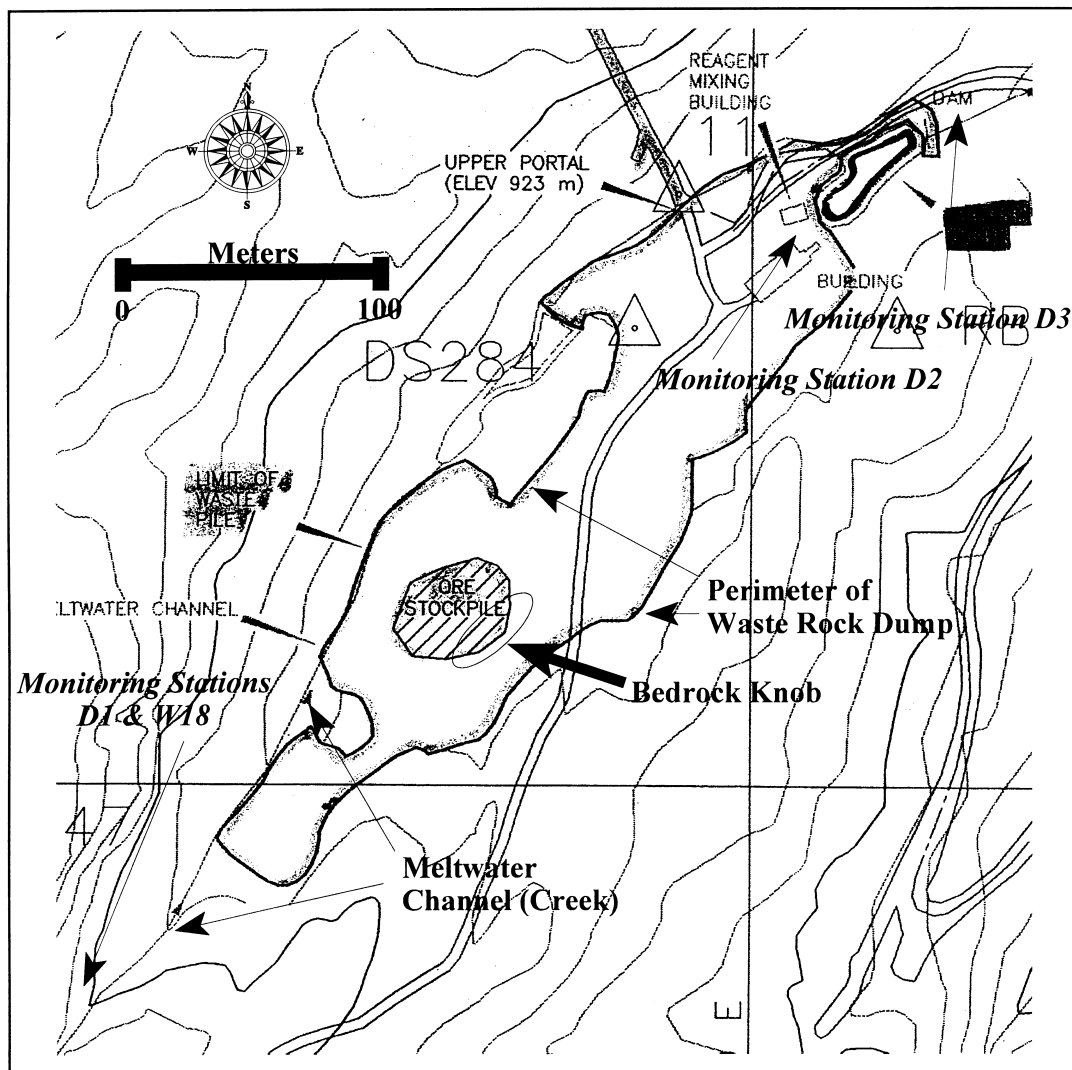 REAGENT
MIXING
BUILDING
DAM
11
N
W E
S
UPPER PORTAL
(ELEV 923 m)
Meters
0 100
BUILDING
Monitoring Station D3
RB
DS284
Monitoring Station D2
LIMIT OF
WASTE
PILE
ORE
STOCKPILE
LTWATER CHANNEL
Perimeter of
Waste Rock Dump
Monitoring Stations
D1 & W18
Bedrock Knob
Meltwater
Channel (Creek)
E